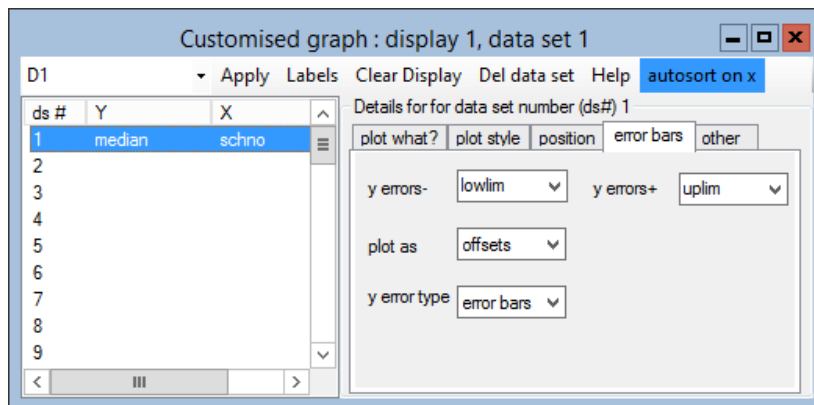 Customised graph : display 1, data set 1
D1 Apply Labels Clear Display Del data set Help autosort on x
ds # Y X
1 median schno
2
3
4
5
6
7
8
9
Details for for data set number (ds#) 1
plot what? plot style position error bars other
y errors- lowlim y errors+ uplim
plot as offsets
y error type error bars